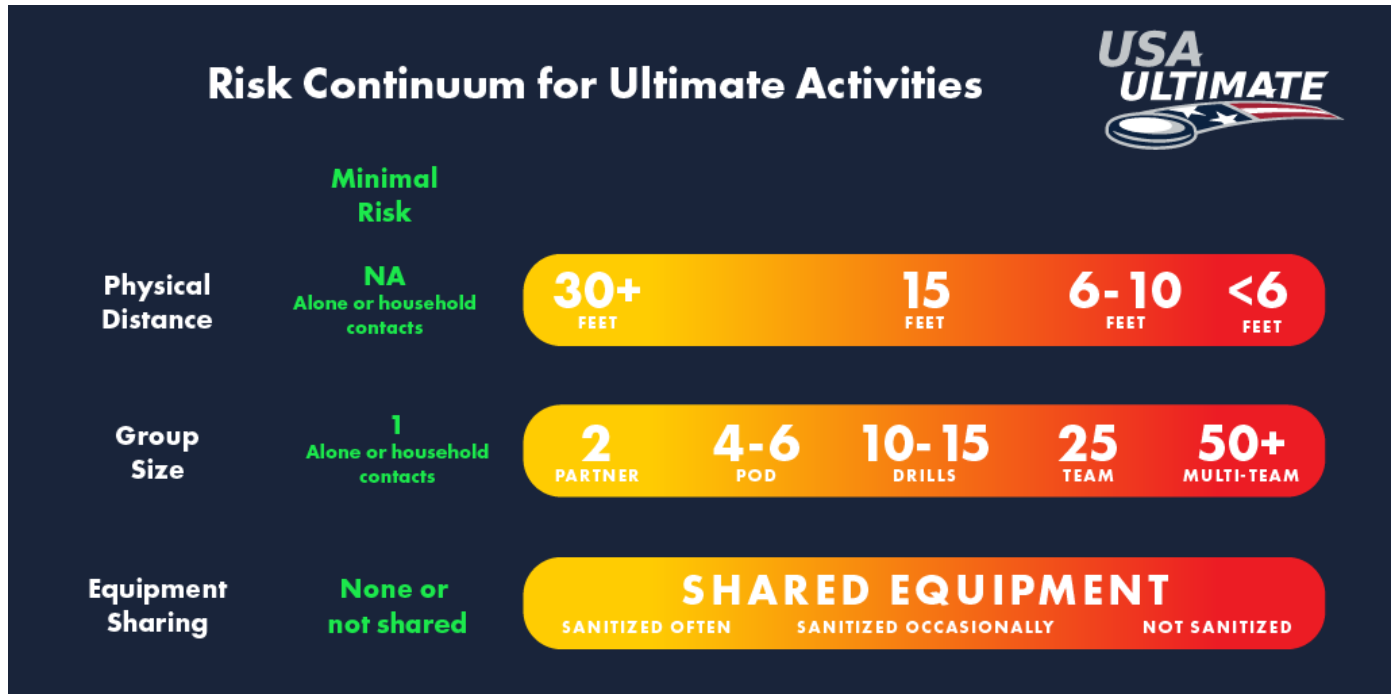 Risk Continuum for Ultimate Activities
USA
ULTIMATE
Minimal
Risk
Physical
Distance
NA
Alone or household
contacts
30+
FEET
15
FEET
6-10
FEET
<6
FEET
Group
Size
1
Alone or household
contacts
2
PARTNER
4-6
POD
10-15
DRILLS
25
TEAM
50+
MULTI-TEAM
Equipment
Sharing
None or
not shared
SHARED EQUIPMENT
SANITIZED OFTEN
SANITIZED OCCASIONALLY
NOT SANITIZED